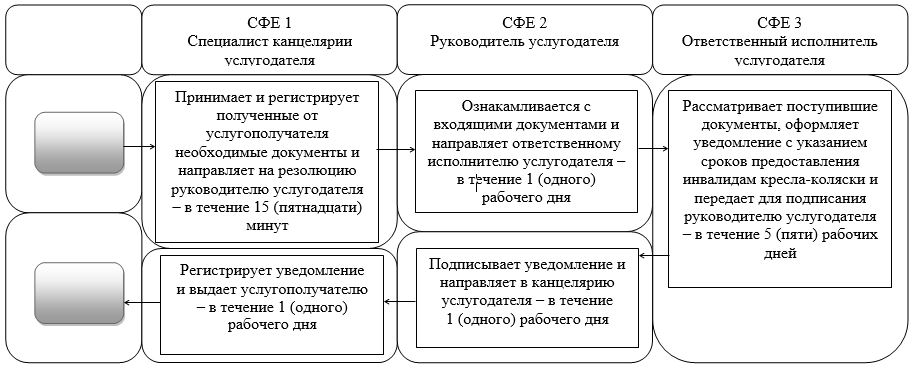 СФЕ 1
Специалист канцелярии
услугодателя
СФЕ 2
Руководитель услугодателя
СФЕ 3
Ответственный исполнитель
услугодателя
Принимает и регистрирует
полученные от
услугополучателя
необходимые документы и
направляет на резолюцию
руководителю услугодателя
– в течение 15 (пятнадцати)
минут
Ознакамливается с
входящими документами и
направляет ответственному
исполнителю услугодателя –
в течение 1 (одного)
рабочего дня
Рассматривает поступившие
документы, оформляет
уведомление с указанием
сроков предоставления
инвалидам кресла-коляски и
передает для подписания
руководителю услугодателя
– в течение 5 (пяти) рабочих
дней
Подписывает уведомление и
направляет в канцелярию
услугодателя – в течение
1 (одного) рабочего дня
Регистрирует уведомление
и выдает услугополучателю
– в течение 1 (одного)
рабочего дня